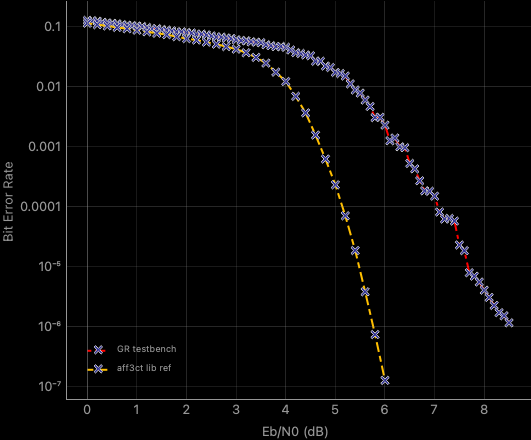 0.1
0.01
0.001
0.0001
10⁻⁵
10⁻⁶
10⁻⁷
Bit Error Rate
GR testbench
aff3ct lib ref
0 1 2 3 4 5 6 7 8
Eb/N0 (dB)